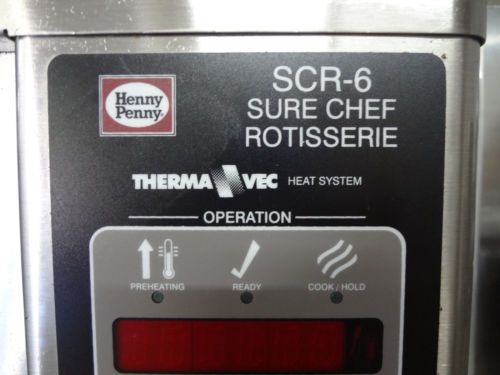 Henny
Penny®
SCR-6
SURE CHEF
ROTISSERIE
THERMA VEC HEAT SYSTEM
OPERATION
PREHEATING READY COOK / HOLD